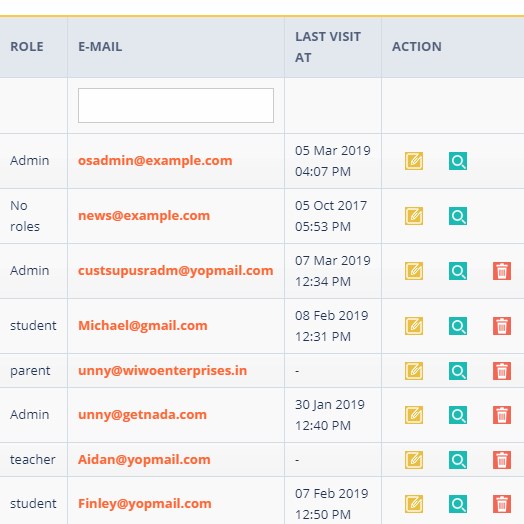 ROLE E-MAIL LAST VISIT AT ACTION
Admin osadmin@example.com 05 Mar 2019 04:07 PM
No roles news@example.com 05 Oct 2017 05:53 PM
Admin custsupusradm@yopmail.com 07 Mar 2019 12:34 PM
student Michael@gmail.com 08 Feb 2019 12:31 PM
parent unny@wiwoenterprises.in -
Admin unny@getnada.com 30 Jan 2019 12:40 PM
teacher Aidan@yopmail.com -
student Finley@yopmail.com 07 Feb 2019 12:50 PM